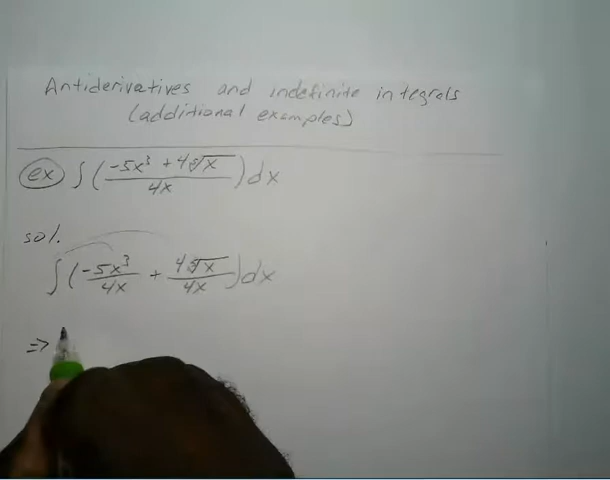 Antiderivatives and indefinite integrals
(additional examples)
ex ∫ ( (-5x³ + 4∛x) / 4x ) dx
sol.
∫ ( -5x³/4x + 4∛x/4x ) dx
⇒